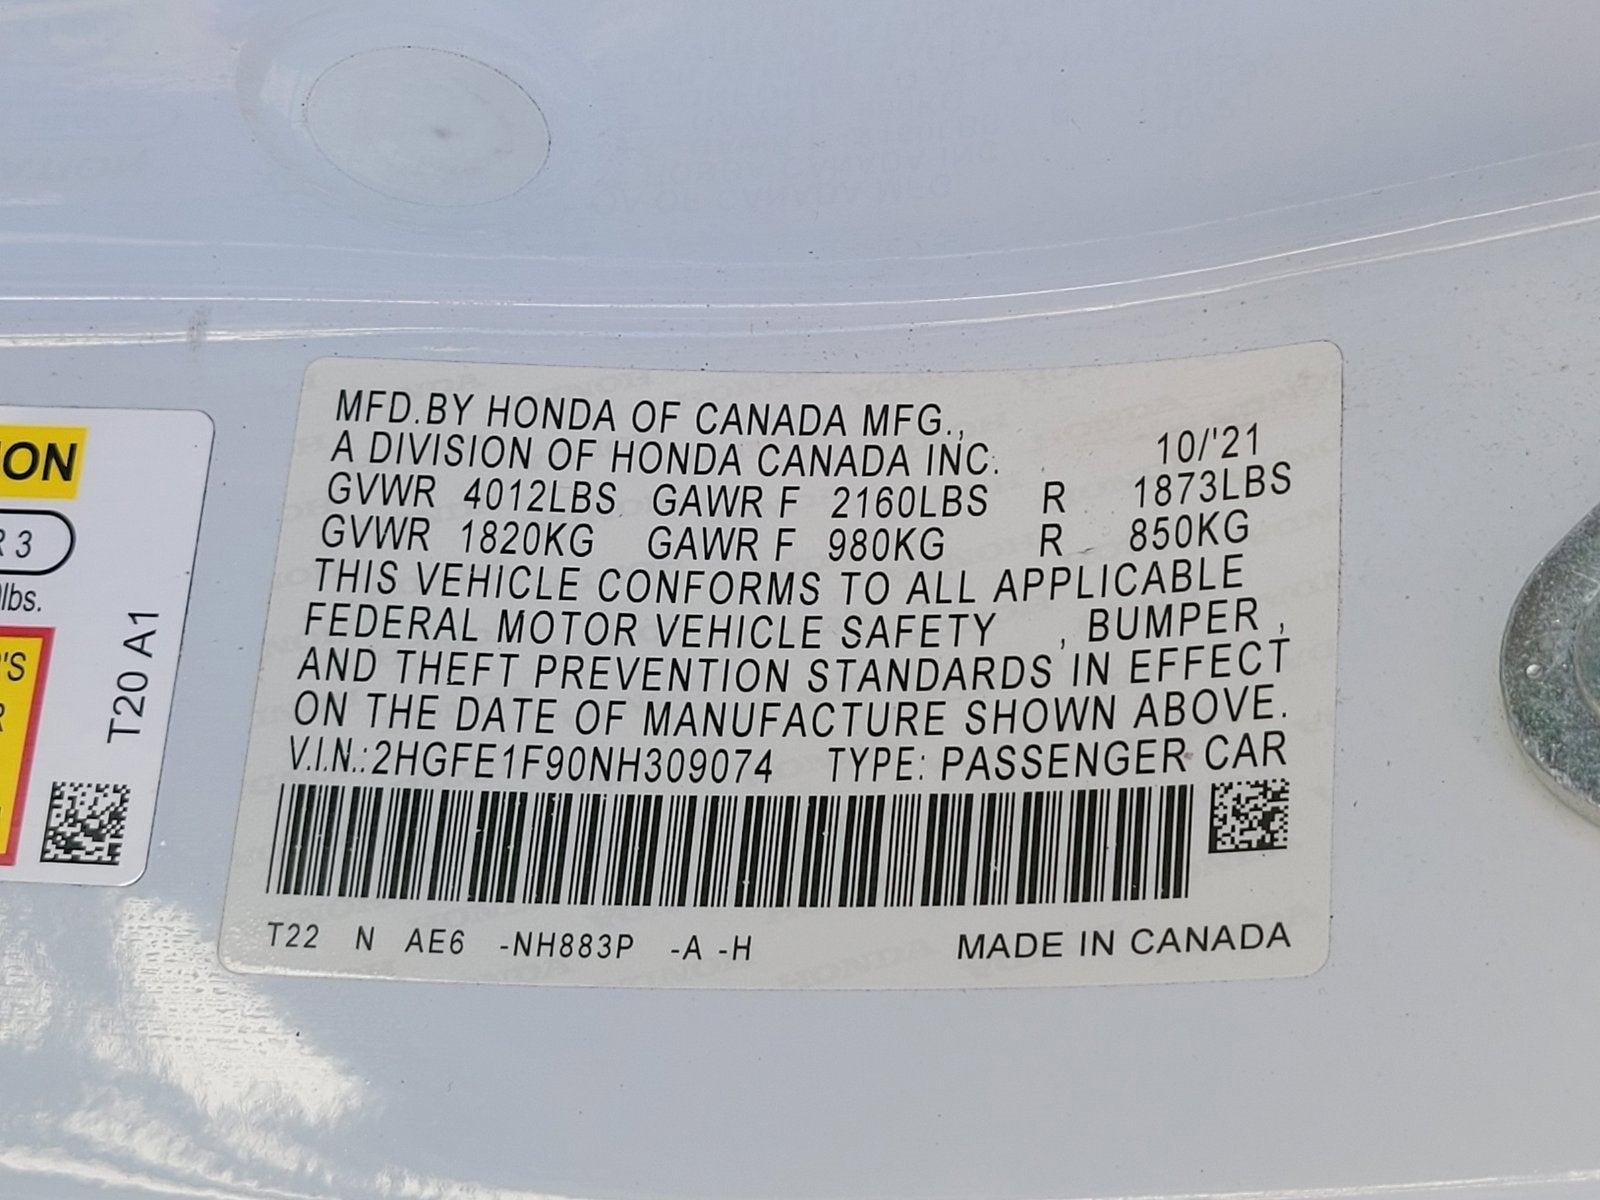 MFD.BY HONDA OF CANADA MFG.,
A DIVISION OF HONDA CANADA INC. 10/'21
GVWR 4012LBS GAWR F 2160LBS R 1873LBS
GVWR 1820KG GAWR F 980KG R 850KG
THIS VEHICLE CONFORMS TO ALL APPLICABLE
FEDERAL MOTOR VEHICLE SAFETY , BUMPER ,
AND THEFT PREVENTION STANDARDS IN EFFECT
ON THE DATE OF MANUFACTURE SHOWN ABOVE.
V.I.N.:2HGFE1F90NH309074 TYPE: PASSENGER CAR
T22 N AE6 -NH883P -A -H MADE IN CANADA
ION
R 3
lbs.
'S
R
T20 A1